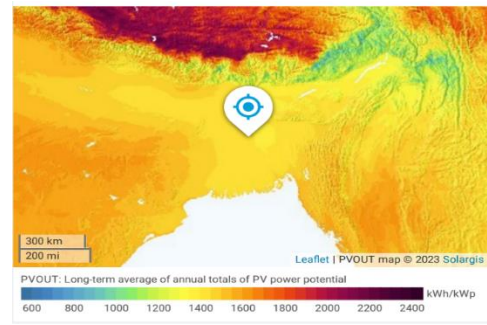 300 km
200 mi
Leaflet | PVOUT map © 2023 Solargis
PVOUT: Long-term average of annual totals of PV power potential
kWh/kWp
600 800 1000 1200 1400 1600 1800 2000 2200 2400